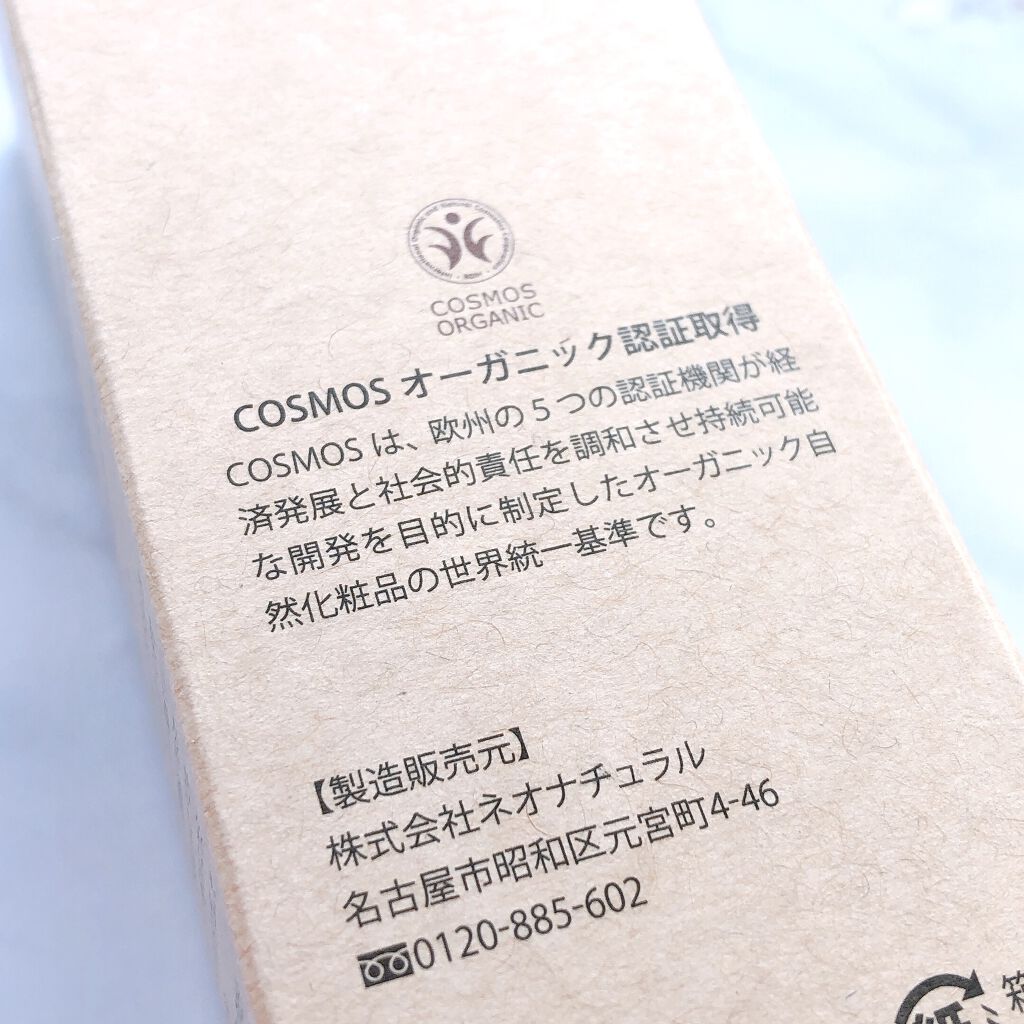 COSMOS
ORGANIC
COSMOS オーガニック認証取得
COSMOS は、欧州の5つの認証機関が経
済発展と社会的責任を調和させ持続可能
な開発を目的に制定したオーガニック自
然化粧品の世界統一基準です。
【製造販売元】
株式会社ネオナチュラル
名古屋市昭和区元宮町4-46
0120-885-602
箱
紙